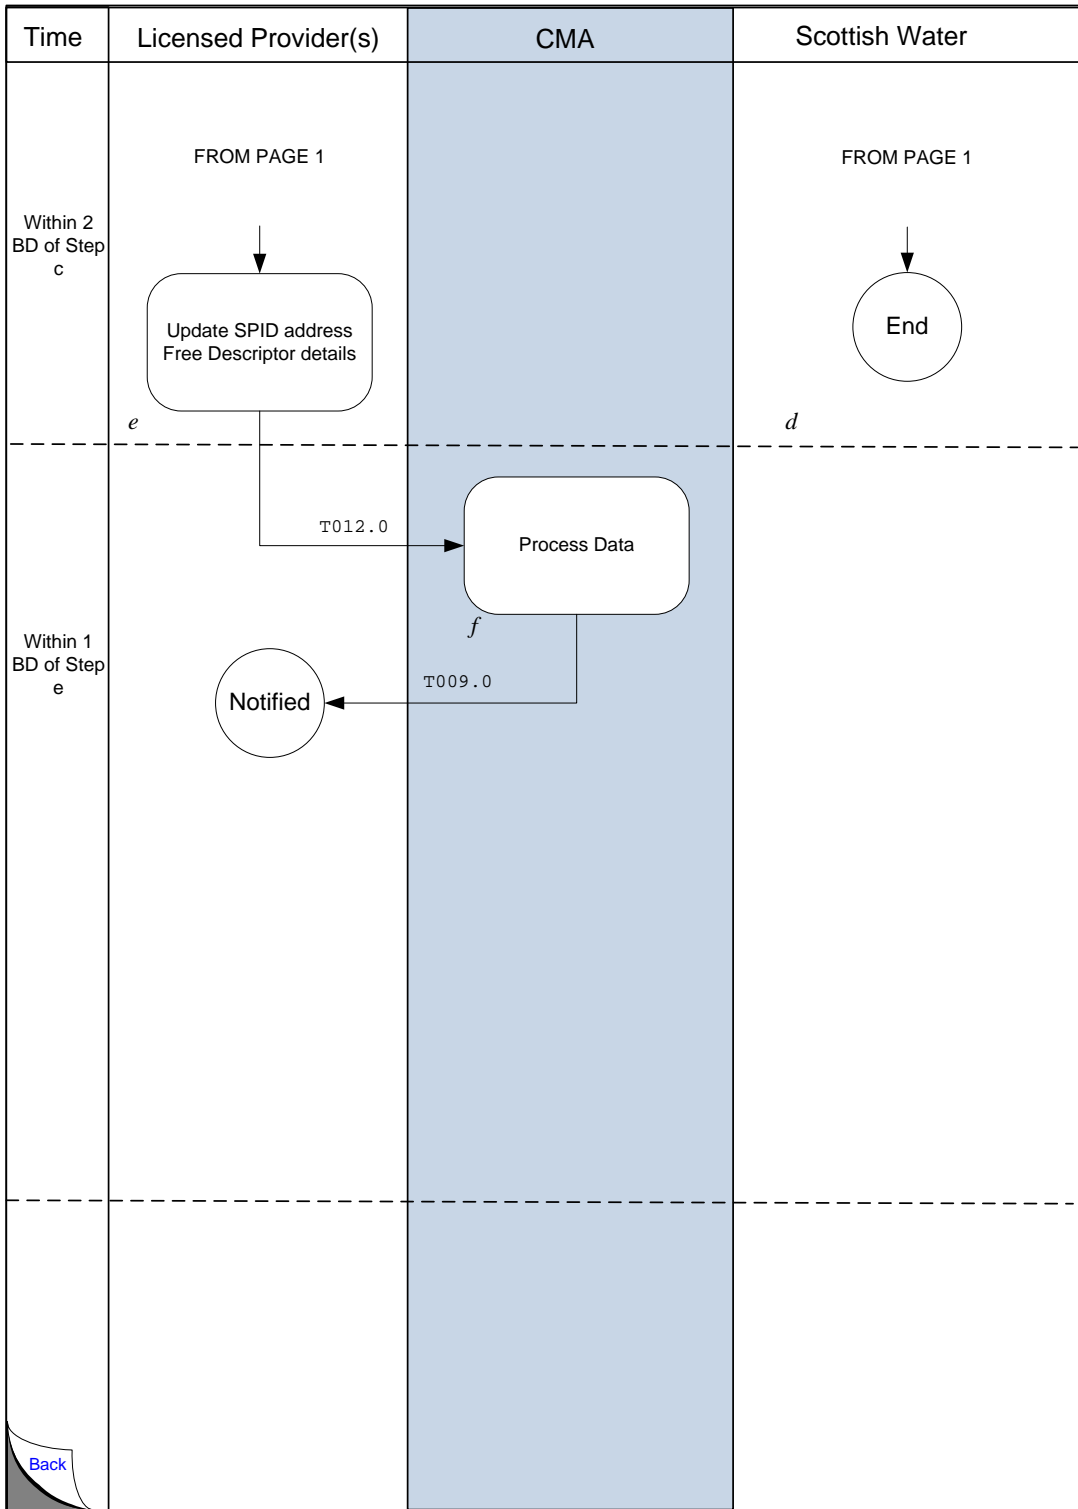 Time
Licensed Provider(s)
CMA
Scottish Water
FROM PAGE 1
FROM PAGE 1
Within 2
BD of Step
c
Update SPID address
Free Descriptor details
End
e
d
T012.0
Process Data
f
Within 1
BD of Step
e
T009.0
Notified
Back